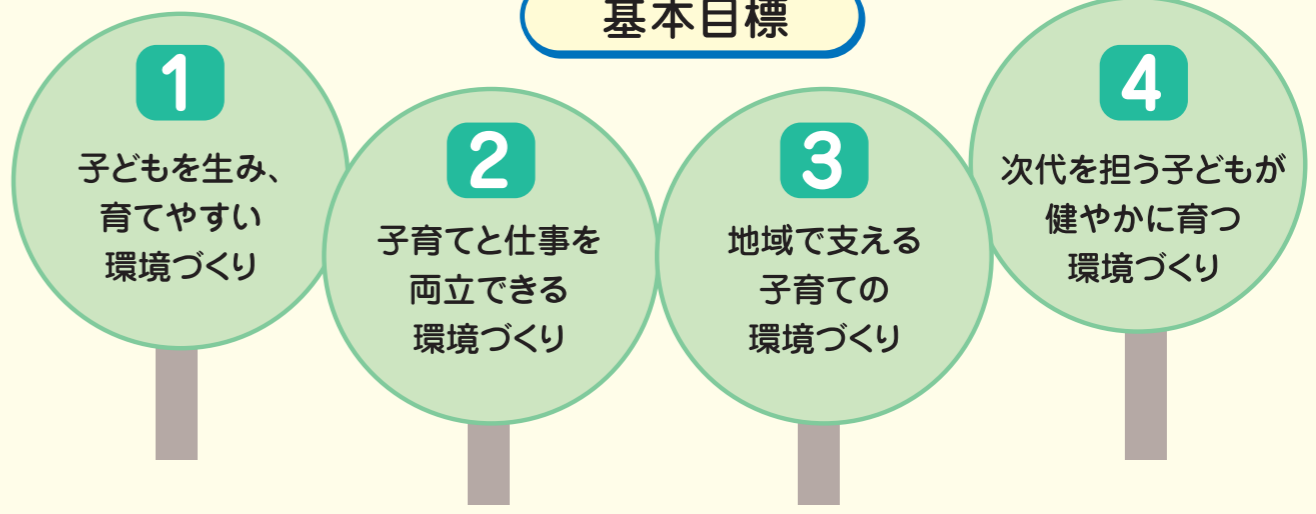 基本目標
1
子どもを生み、
育てやすい
環境づくり
2
子育てと仕事を
両立できる
環境づくり
3
地域で支える
子育ての
環境づくり
4
次代を担う子どもが
健やかに育つ
環境づくり